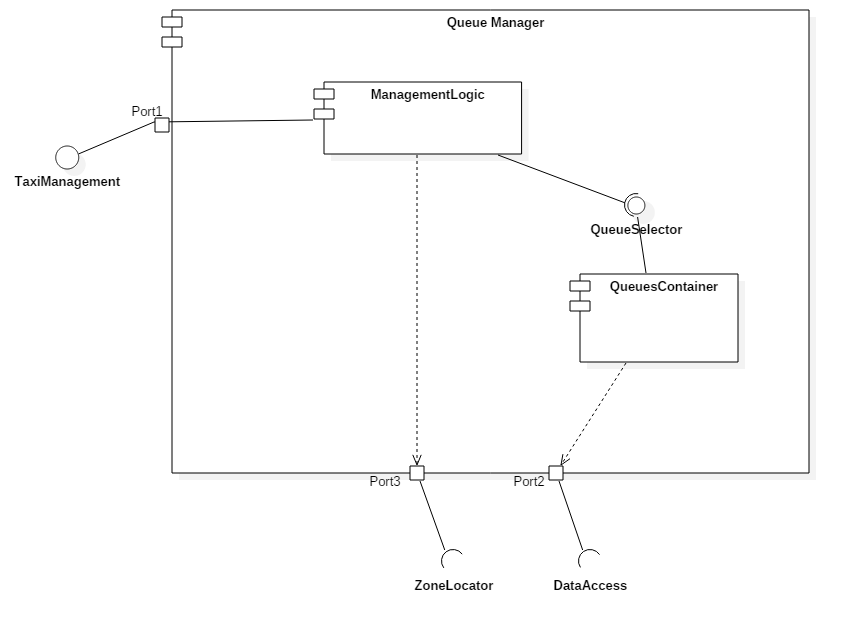 Queue Manager
ManagementLogic
Port1
TaxiManagement
QueueSelector
QueuesContainer
Port3
Port2
ZoneLocator
DataAccess